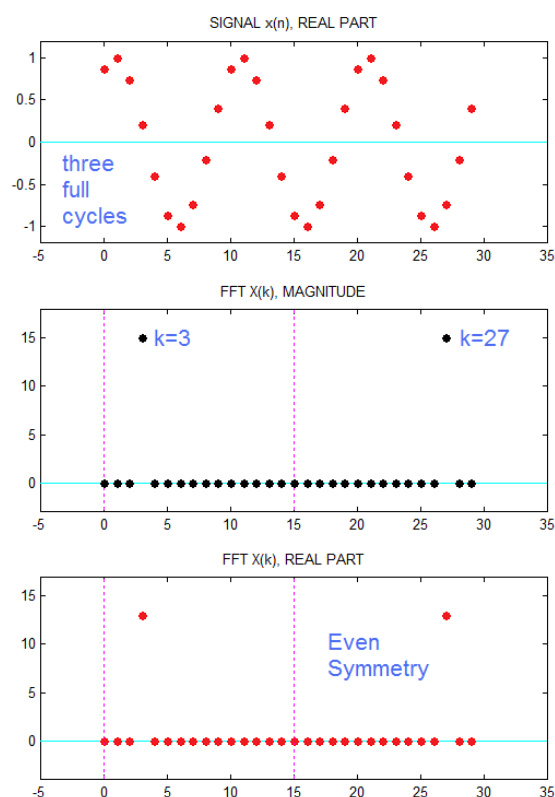 SIGNAL x(n), REAL PART
1
0.5
0
-0.5
-1
three
full
cycles
-5 0 5 10 15 20 25 30 35
FFT X(k), MAGNITUDE
15
10
5
0
k=3 k=27
-5 0 5 10 15 20 25 30 35
FFT X(k), REAL PART
15
10
5
0
Even
Symmetry
-5 0 5 10 15 20 25 30 35